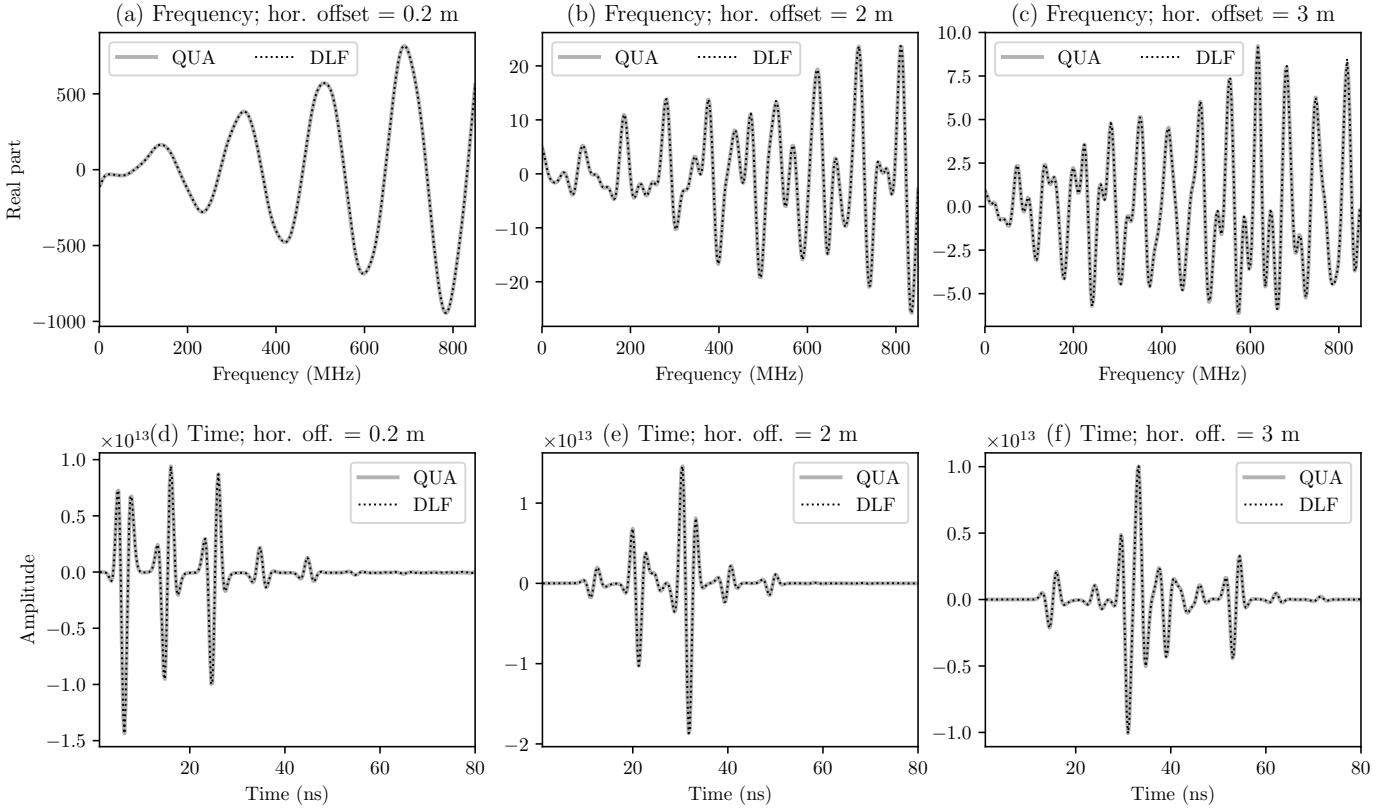 (a) Frequency; hor. offset = 0.2 m
QUA DLF
Real part
500
0
−500
−1000
0 200 400 600 800
Frequency (MHz)
(b) Frequency; hor. offset = 2 m
QUA DLF
20
10
0
−10
−20
0 200 400 600 800
Frequency (MHz)
(c) Frequency; hor. offset = 3 m
QUA DLF
10.0
7.5
5.0
2.5
0.0
−2.5
−5.0
0 200 400 600 800
Frequency (MHz)
×10¹³ (d) Time; hor. off. = 0.2 m
QUA
DLF
Amplitude
1.0
0.5
0.0
−0.5
−1.0
−1.5
20 40 60 80
Time (ns)
×10¹³ (e) Time; hor. off. = 2 m
QUA
DLF
1
0
−1
−2
20 40 60 80
Time (ns)
×10¹³ (f) Time; hor. off. = 3 m
QUA
DLF
1.0
0.5
0.0
−0.5
−1.0
20 40 60 80
Time (ns)